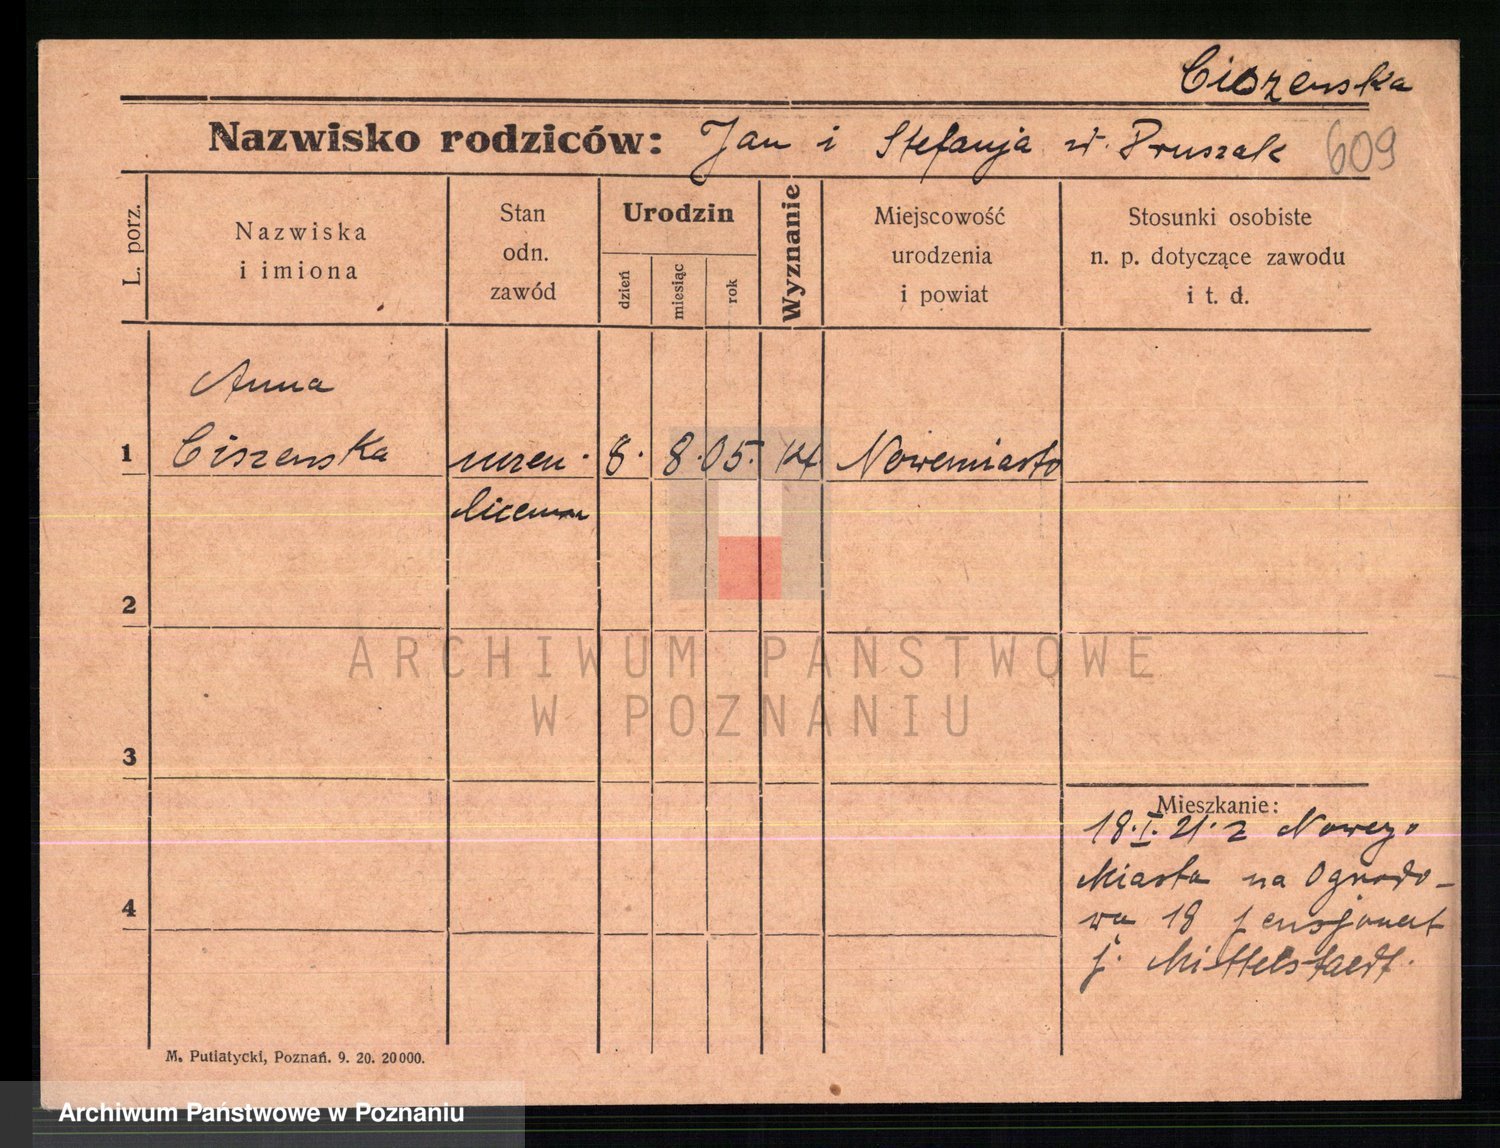 Ciszenska
Nazwisko rodziców: Jan i Stefanja z d. Pruszak 609
L. porz.
Nazwiska
i imiona
Stan
odn.
zawód
Urodzin
dzień
miesiąc
rok
Wyznanie
Miejscowość
urodzenia
i powiat
Stosunki osobiste
n. p. dotyczące zawodu
i t. d.
Anna
1 Ciszenska uczen. 8. 8. 05. kat Nowemiasto
liceum
2
3
4
Mieszkanie:
18. I. 21. z Nowego
Miasta na Ogrodo-
wa 18 pensjonat
p. Mittelstaedt.
M. Putiatycki, Poznań. 9. 20. 20000.
ARCHIWUM PAŃSTWOWE
W POZNANIU
Archiwum Państwowe w Poznaniu